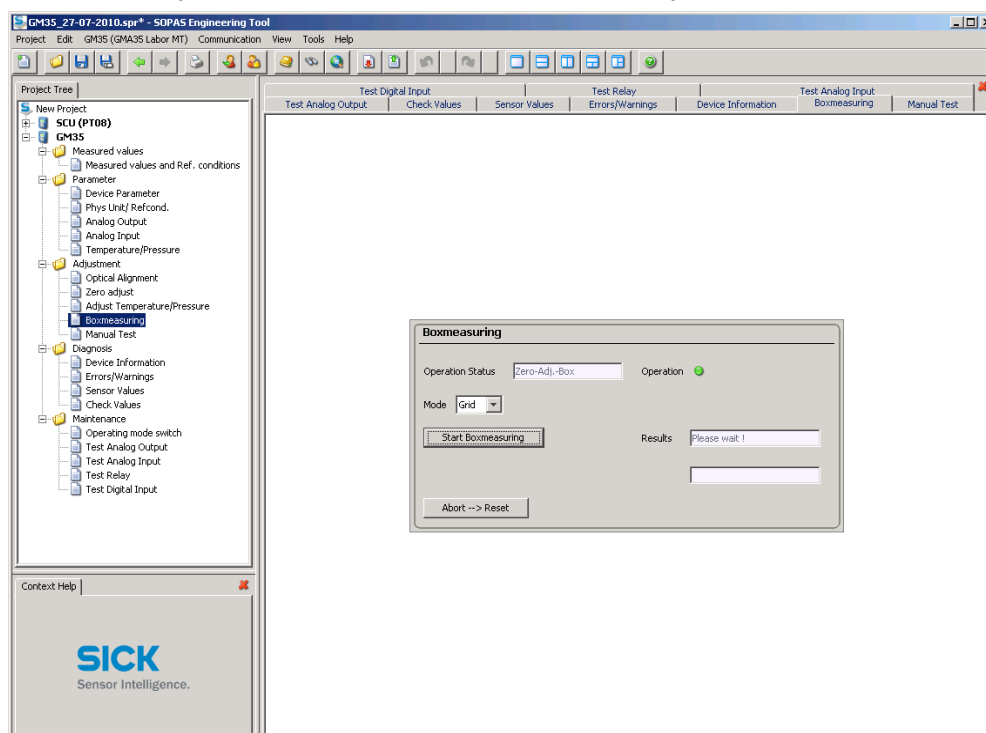 GM35_27-07-2010.spr* - SOPAS Engineering Tool
Project Edit GM35 (GMA35 Labor MT) Communication View Tools Help
Project Tree
New Project
SCU (PT08)
GM35
Measured values
Measured values and Ref. conditions
Parameter
Device Parameter
Phys Unit/ Refcond.
Analog Output
Analog Input
Temperature/Pressure
Adjustment
Optical Alignment
Zero adjust
Adjust Temperature/Pressure
Boxmeasuring
Manual Test
Diagnosis
Device Information
Errors/Warnings
Sensor Values
Check Values
Maintenance
Operating mode switch
Test Analog Output
Test Analog Input
Test Relay
Test Digital Input
Context Help
SICK
Sensor Intelligence.
Test Digital Input Test Relay Test Analog Input
Test Analog Output Check Values Sensor Values Errors/Warnings Device Information Boxmeasuring Manual Test
Boxmeasuring
Operation Status Zero-Adj.-Box Operation
Mode Grid
Start Boxmeasuring Results Please wait !
Abort --> Reset